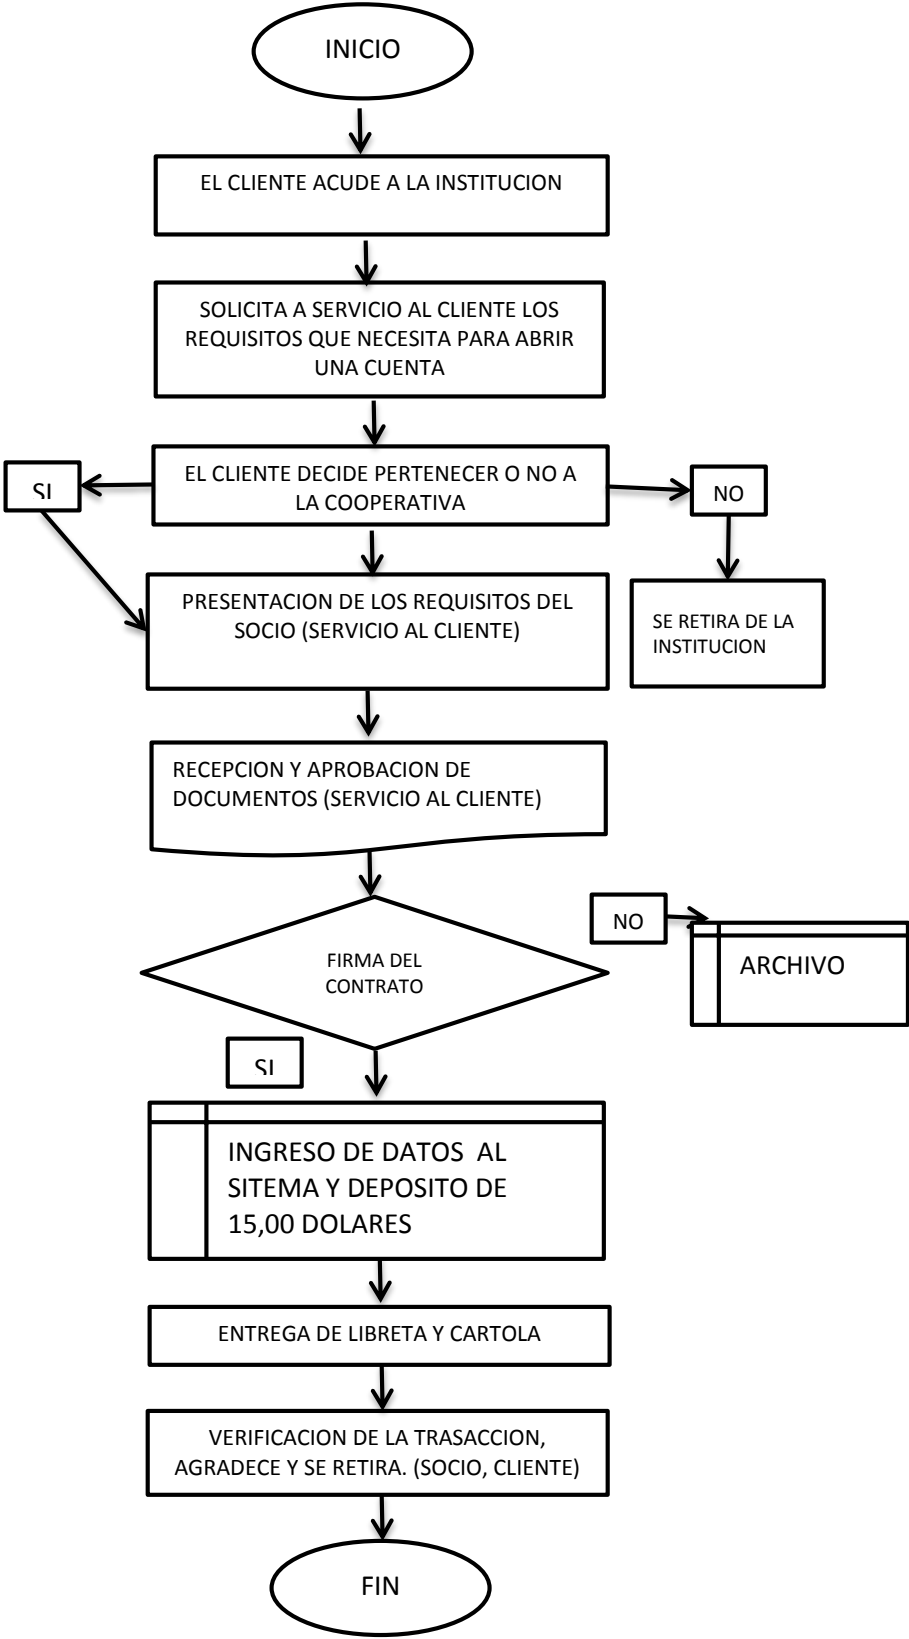 INICIO
EL CLIENTE ACUDE A LA INSTITUCION
SOLICITA A SERVICIO AL CLIENTE LOS
REQUISITOS QUE NECESITA PARA ABRIR
UNA CUENTA
EL CLIENTE DECIDE PERTENECER O NO A
LA COOPERATIVA
SI
NO
PRESENTACION DE LOS REQUISITOS DEL
SOCIO (SERVICIO AL CLIENTE)
SE RETIRA DE LA
INSTITUCION
RECEPCION Y APROBACION DE
DOCUMENTOS (SERVICIO AL CLIENTE)
FIRMA DEL
CONTRATO
NO
ARCHIVO
SI
INGRESO DE DATOS AL
SITEMA Y DEPOSITO DE
15,00 DOLARES
ENTREGA DE LIBRETA Y CARTOLA
VERIFICACION DE LA TRASACCION,
AGRADECE Y SE RETIRA. (SOCIO, CLIENTE)
FIN